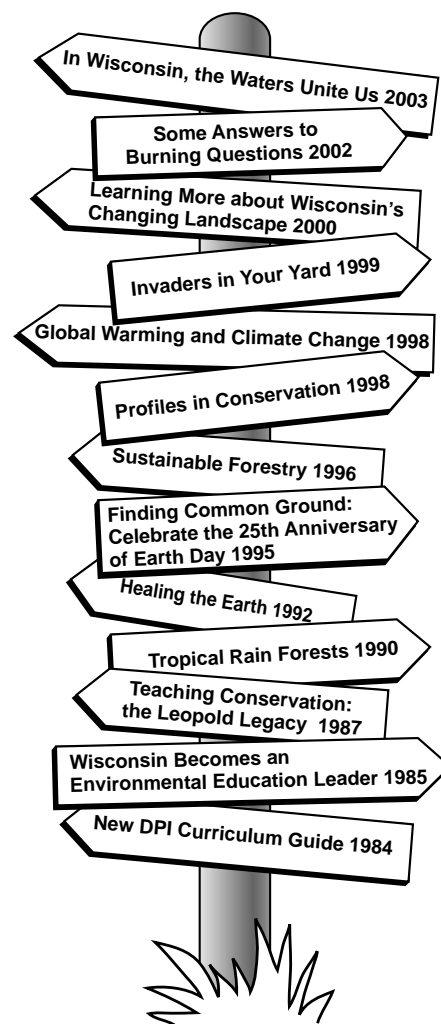 In Wisconsin, the Waters Unite Us 2003
Some Answers to
Burning Questions 2002
Learning More about Wisconsin's
Changing Landscape 2000
Invaders in Your Yard 1999
Global Warming and Climate Change 1998
Profiles in Conservation 1998
Sustainable Forestry 1996
Finding Common Ground:
Celebrate the 25th Anniversary
of Earth Day 1995
Healing the Earth 1992
Tropical Rain Forests 1990
Teaching Conservation:
the Leopold Legacy 1987
Wisconsin Becomes an
Environmental Education Leader 1985
New DPI Curriculum Guide 1984